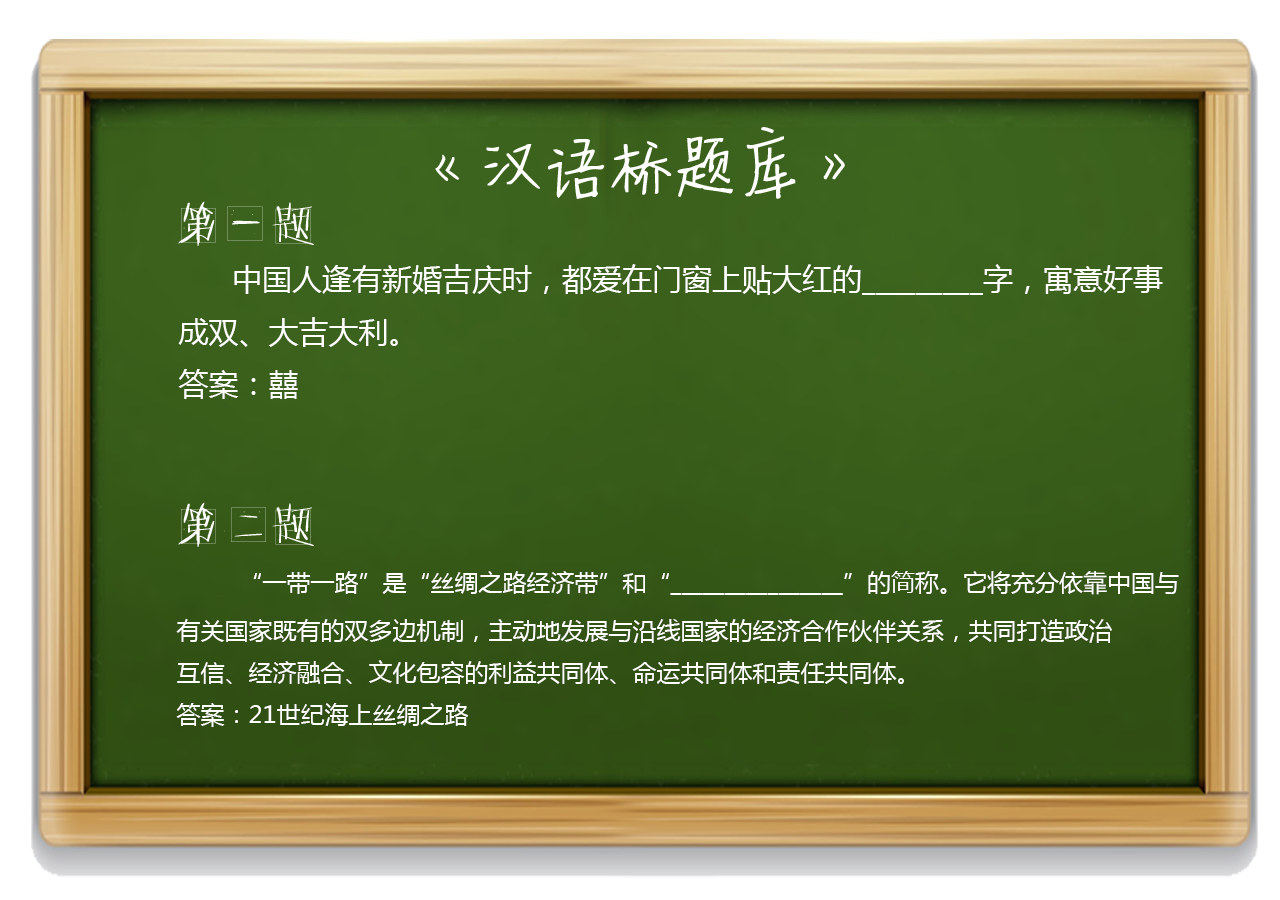 《汉语桥题库》
第一题
中国人逢有新婚吉庆时，都爱在门窗上贴大红的________字，寓意好事
成双、大吉大利。
答案：囍
第二题
“一带一路”是“丝绸之路经济带”和“______________”的简称。它将充分依靠中国与
有关国家既有的双多边机制，主动地发展与沿线国家的经济合作伙伴关系，共同打造政治
互信、经济融合、文化包容的利益共同体、命运共同体和责任共同体。
答案：21世纪海上丝绸之路